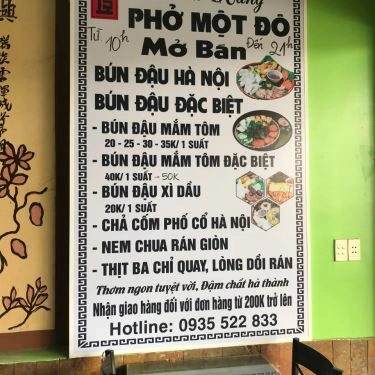 PHỞ MỘT ĐÔ
TỪ 10h Mở Bán Đến 21h
BÚN ĐẬU HÀ NỘI
BÚN ĐẬU ĐẶC BIỆT
- BÚN ĐẬU MẮM TÔM
20 - 25 - 30 - 35K/ 1 SUẤT
- BÚN ĐẬU MẮM TÔM ĐẶC BIỆT
40K/ 1 SUẤT - 50K
- BÚN ĐẬU XÌ DẦU
20K/ 1 SUẤT
- CHẢ CỐM PHỐ CỔ HÀ NỘI
- NEM CHUA RÁN GIÒN
- THỊT BA CHỈ QUAY, LÒNG DỒI RÁN
Thơm ngon tuyệt vời, Đậm chất hà thành
Nhận giao hàng đối với đơn hàng từ 200K trở lên
Hotline: 0935 522 833